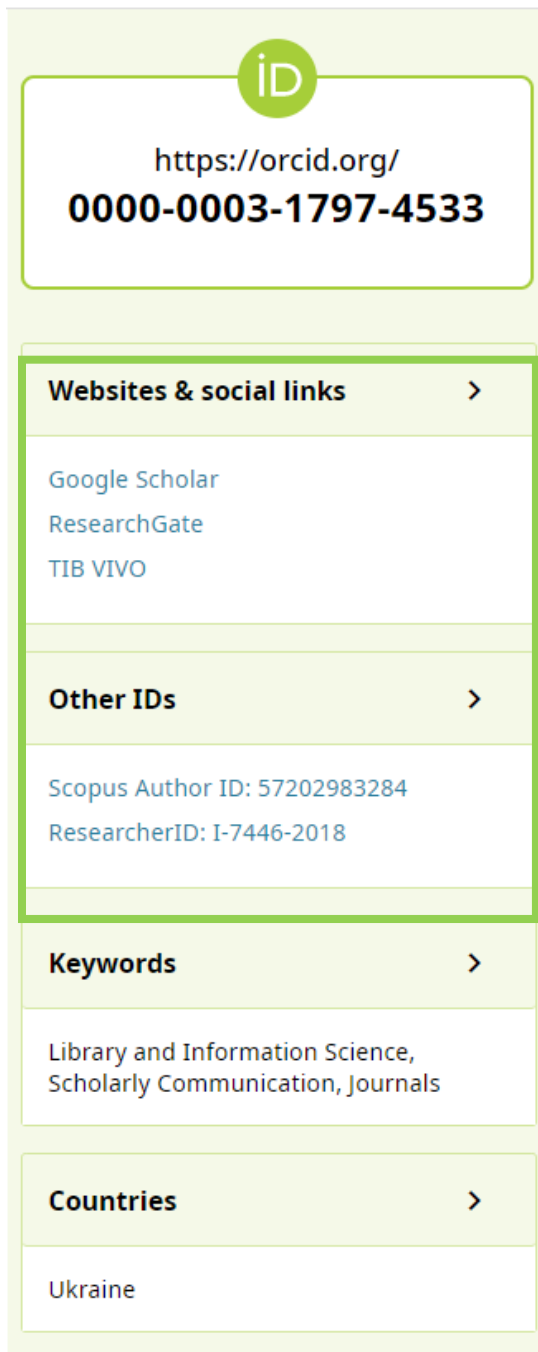 iD
https://orcid.org/
0000-0003-1797-4533
Websites & social links
Google Scholar
ResearchGate
TIB VIVO
Other IDs
Scopus Author ID: 57202983284
ResearcherID: I-7446-2018
Keywords
Library and Information Science,
Scholarly Communication, Journals
Countries
Ukraine